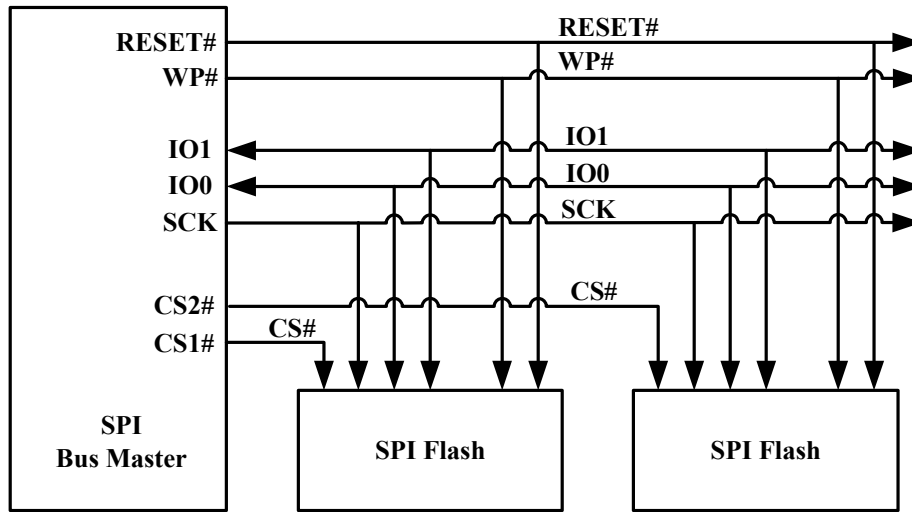 RESET#
RESET#
WP#
WP#
IO1
IO1
IO0
IO0
SCK
SCK
CS2#
CS#
CS1#
CS#
SPI
Bus Master
SPI Flash
SPI Flash